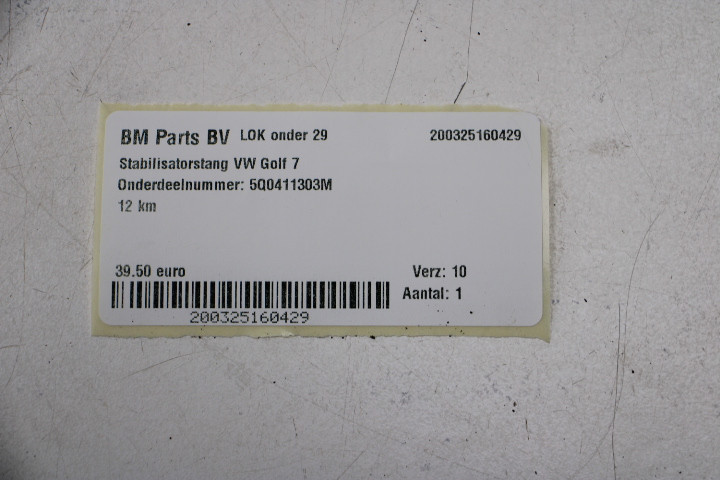 BM Parts BV LOK onder 29 200325160429
Stabilisatorstang VW Golf 7
Onderdeelnummer: 5Q0411303M
12 km
39.50 euro Verz: 10
Aantal: 1
200325160429